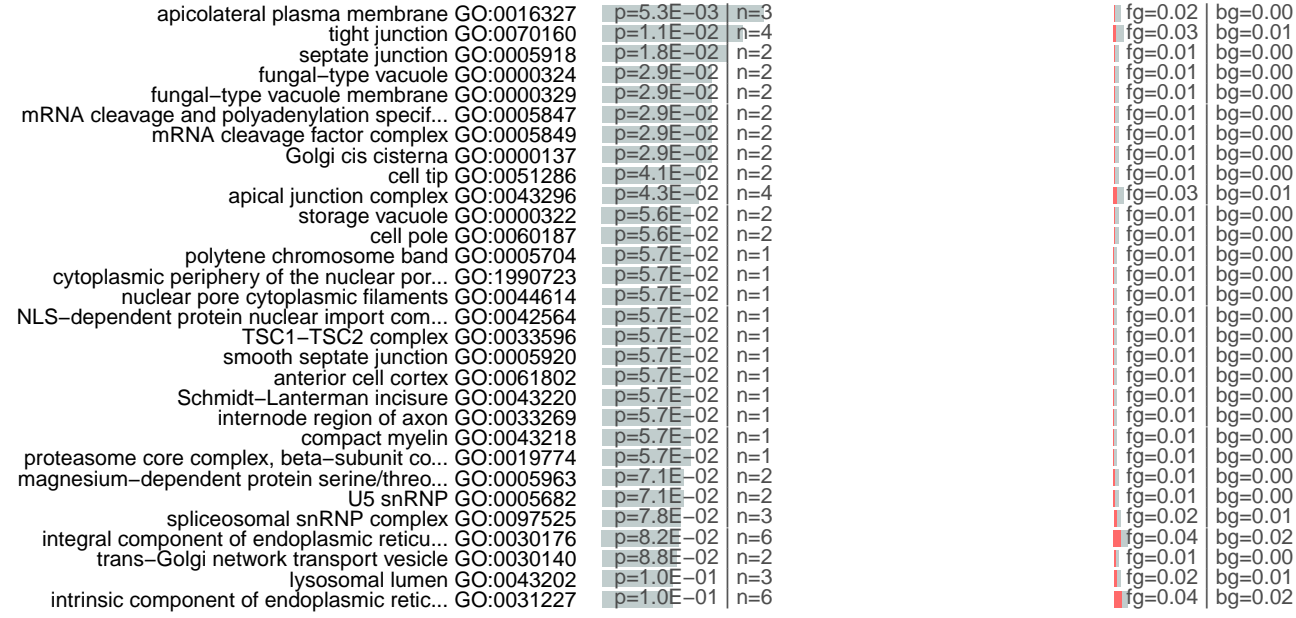 apicolateral plasma membrane GO:0016327 p=5.3E−03 | n=3 fg=0.02 | bg=0.00
tight junction GO:0070160 p=1.1E−02 | n=4 fg=0.03 | bg=0.01
septate junction GO:0005918 p=1.8E−02 | n=2 fg=0.01 | bg=0.00
fungal−type vacuole GO:0000324 p=2.9E−02 | n=2 fg=0.01 | bg=0.00
fungal−type vacuole membrane GO:0000329 p=2.9E−02 | n=2 fg=0.01 | bg=0.00
mRNA cleavage and polyadenylation specif... GO:0005847 p=2.9E−02 | n=2 fg=0.01 | bg=0.00
mRNA cleavage factor complex GO:0005849 p=2.9E−02 | n=2 fg=0.01 | bg=0.00
Golgi cis cisterna GO:0000137 p=2.9E−02 | n=2 fg=0.01 | bg=0.00
cell tip GO:0051286 p=4.1E−02 | n=2 fg=0.01 | bg=0.00
apical junction complex GO:0043296 p=4.3E−02 | n=4 fg=0.03 | bg=0.01
storage vacuole GO:0000322 p=5.6E−02 | n=2 fg=0.01 | bg=0.00
cell pole GO:0060187 p=5.6E−02 | n=2 fg=0.01 | bg=0.00
polytene chromosome band GO:0005704 p=5.7E−02 | n=1 fg=0.01 | bg=0.00
cytoplasmic periphery of the nuclear por... GO:1990723 p=5.7E−02 | n=1 fg=0.01 | bg=0.00
nuclear pore cytoplasmic filaments GO:0044614 p=5.7E−02 | n=1 fg=0.01 | bg=0.00
NLS−dependent protein nuclear import com... GO:0042564 p=5.7E−02 | n=1 fg=0.01 | bg=0.00
TSC1−TSC2 complex GO:0033596 p=5.7E−02 | n=1 fg=0.01 | bg=0.00
smooth septate junction GO:0005920 p=5.7E−02 | n=1 fg=0.01 | bg=0.00
anterior cell cortex GO:0061802 p=5.7E−02 | n=1 fg=0.01 | bg=0.00
Schmidt−Lanterman incisure GO:0043220 p=5.7E−02 | n=1 fg=0.01 | bg=0.00
internode region of axon GO:0033269 p=5.7E−02 | n=1 fg=0.01 | bg=0.00
compact myelin GO:0043218 p=5.7E−02 | n=1 fg=0.01 | bg=0.00
proteasome core complex, beta−subunit co... GO:0019774 p=5.7E−02 | n=1 fg=0.01 | bg=0.00
magnesium−dependent protein serine/threo... GO:0005963 p=7.1E−02 | n=2 fg=0.01 | bg=0.00
U5 snRNP GO:0005682 p=7.1E−02 | n=2 fg=0.01 | bg=0.00
spliceosomal snRNP complex GO:0097525 p=7.8E−02 | n=3 fg=0.02 | bg=0.01
integral component of endoplasmic reticu... GO:0030176 p=8.2E−02 | n=6 fg=0.04 | bg=0.02
trans−Golgi network transport vesicle GO:0030140 p=8.8E−02 | n=2 fg=0.01 | bg=0.00
lysosomal lumen GO:0043202 p=1.0E−01 | n=3 fg=0.02 | bg=0.01
intrinsic component of endoplasmic retic... GO:0031227 p=1.0E−01 | n=6 fg=0.04 | bg=0.02